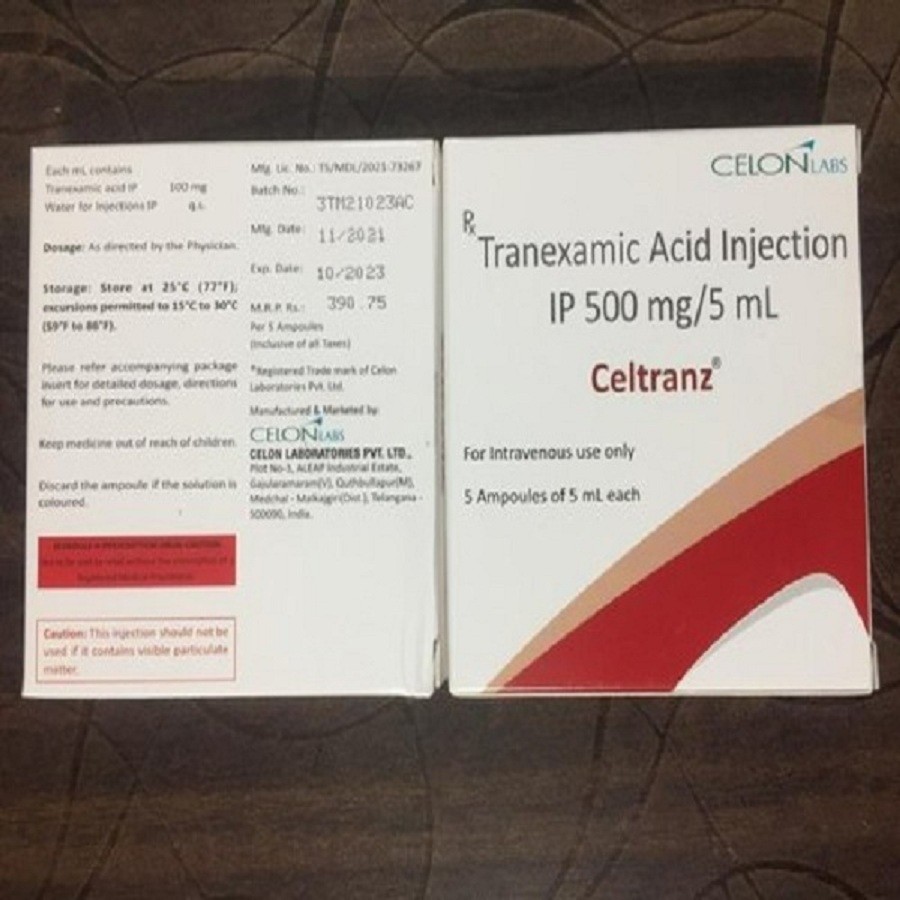 Each mL contains
Tranexamic acid IP 100 mg
Water for Injections IP q.s.
Dosage: As directed by the Physician.
Storage: Store at 25°C (77°F);
excursions permitted to 15°C to 30°C
(59°F to 86°F).
Please refer accompanying package
insert for detailed dosage, directions
for use and precautions.
Keep medicine out of reach of children.
Discard the ampoule if the solution is
coloured.
Caution: This injection should not be
used if it contains visible particulate
matter.
Mfg. Lic. No.: TS/MDL/2021-73267
Batch No.: 3TM21023AC
Mfg. Date: 11/2021
Exp. Date: 10/2023
M.R.P. Rs.: 390.75
Per 5 Ampoules
(Inclusive of all Taxes)
®Registered Trade mark of Celon
Laboratories Pvt. Ltd.
Manufactured & Marketed by:
CELON LABS
CELON LABORATORIES PVT. LTD.,
Plot No-1, ALEAP Industrial Estate,
Gajularamaram(V), Quthbullapur(M),
Medchal - Malkajgiri(Dist.), Telangana -
500090, India.
CELON LABS
Rx
Tranexamic Acid Injection
IP 500 mg/5 mL
Celtranz®
For Intravenous use only
5 Ampoules of 5 mL each